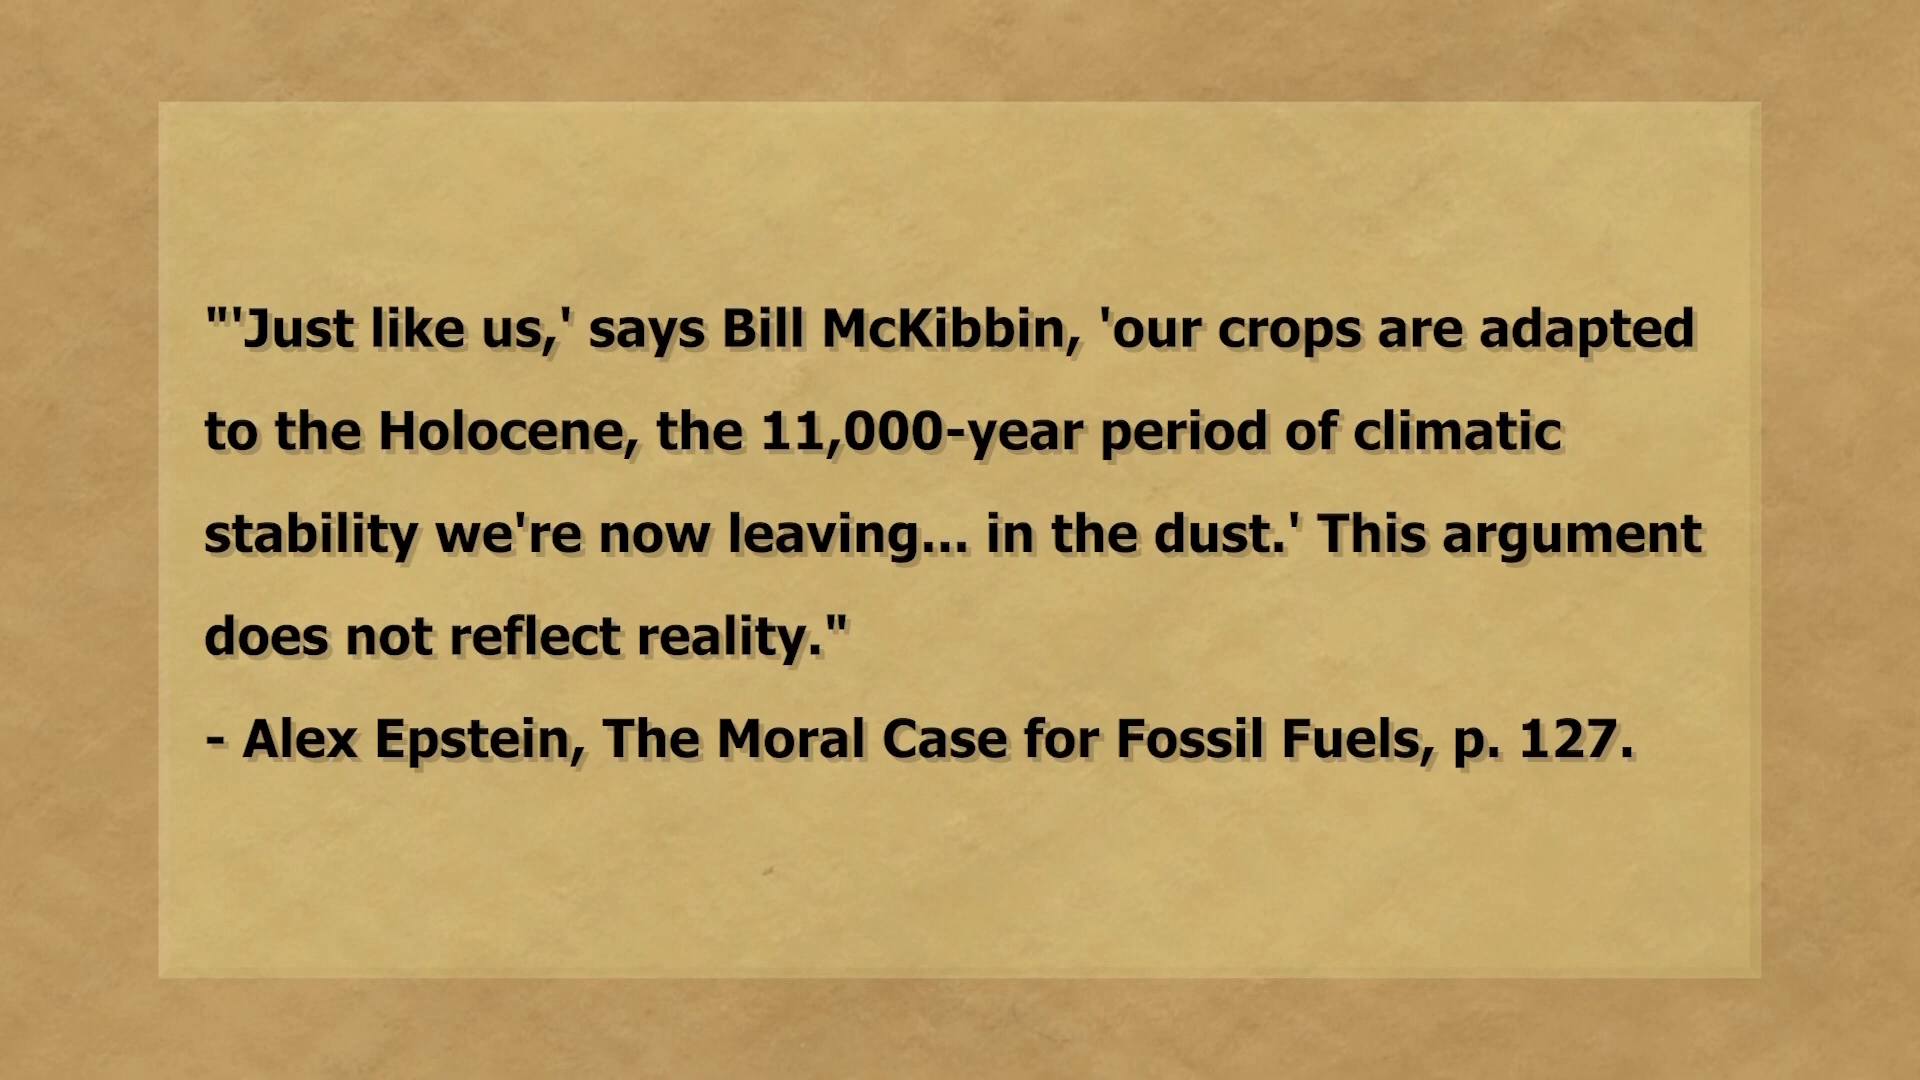 "'Just like us,' says Bill McKibbin, 'our crops are adapted
to the Holocene, the 11,000-year period of climatic
stability we're now leaving... in the dust.' This argument
does not reflect reality."
- Alex Epstein, The Moral Case for Fossil Fuels, p. 127.